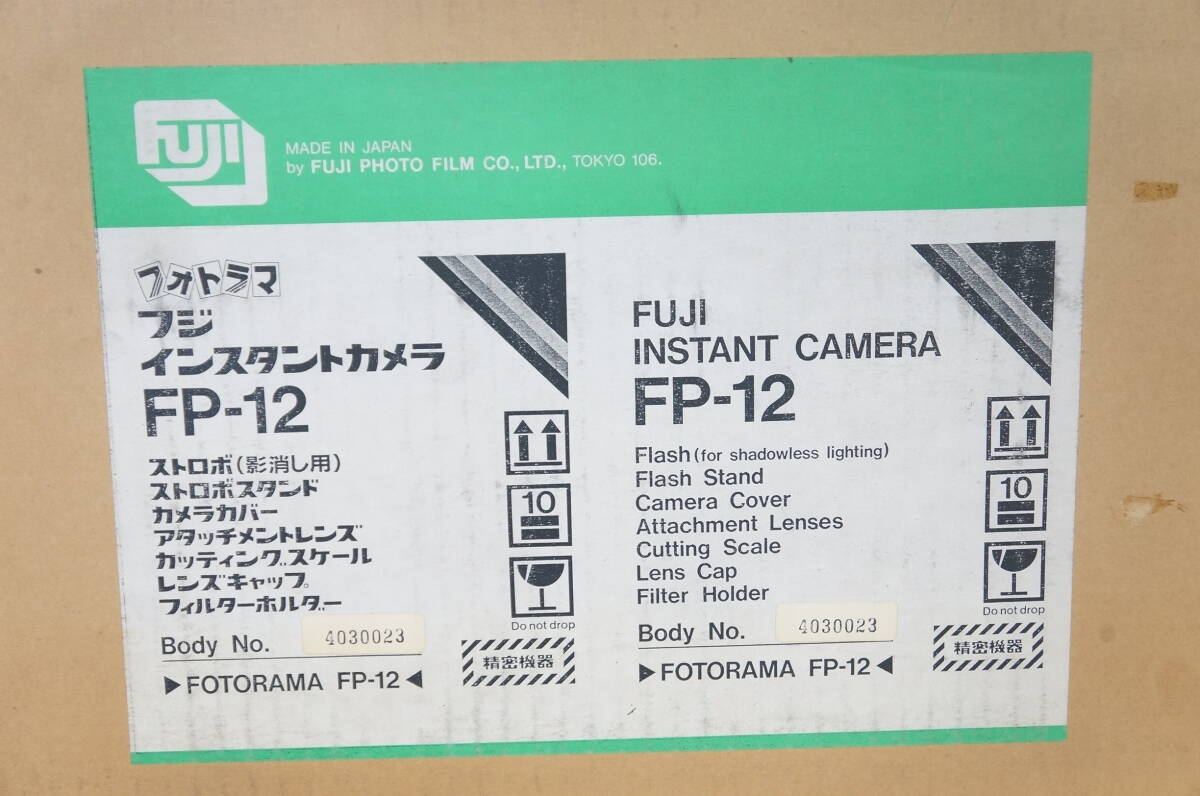 FUJI
MADE IN JAPAN
by FUJI PHOTO FILM CO., LTD., TOKYO 106.
フォトラマ
フジ
インスタントカメラ
FP-12
ストロボ(影消し用)
ストロボスタンド
カメラカバー
アタッチメントレンズ
カッティングスケール
レンズキャップ
フィルターホルダー
Body No. 4030023
▶FOTORAMA FP-12◀
10
Do not drop
精密機器
FUJI
INSTANT CAMERA
FP-12
Flash (for shadowless lighting)
Flash Stand
Camera Cover
Attachment Lenses
Cutting Scale
Lens Cap
Filter Holder
Body No. 4030023
▶FOTORAMA FP-12◀
10
Do not drop
精密機器